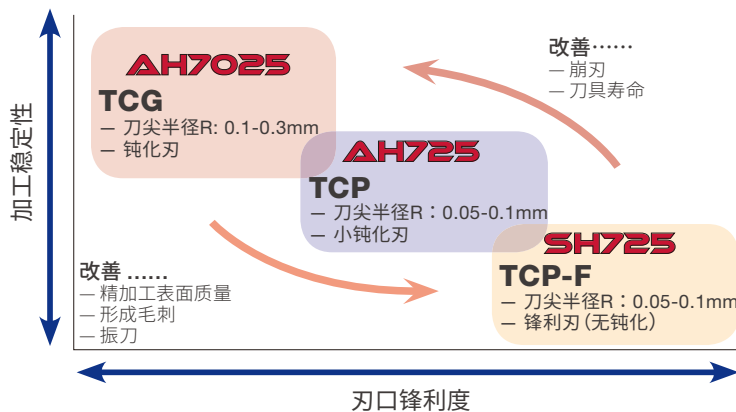 加工稳定性
AH7025
TCG
— 刀尖半径R: 0.1-0.3mm
— 钝化刃
改善……
— 崩刃
— 刀具寿命
AH725
TCP
— 刀尖半径R：0.05-0.1mm
— 小钝化刃
SH725
TCP-F
— 刀尖半径R：0.05-0.1mm
— 锋利刃（无钝化）
改善 ......
— 精加工表面质量
— 形成毛刺
— 振刀
刃口锋利度